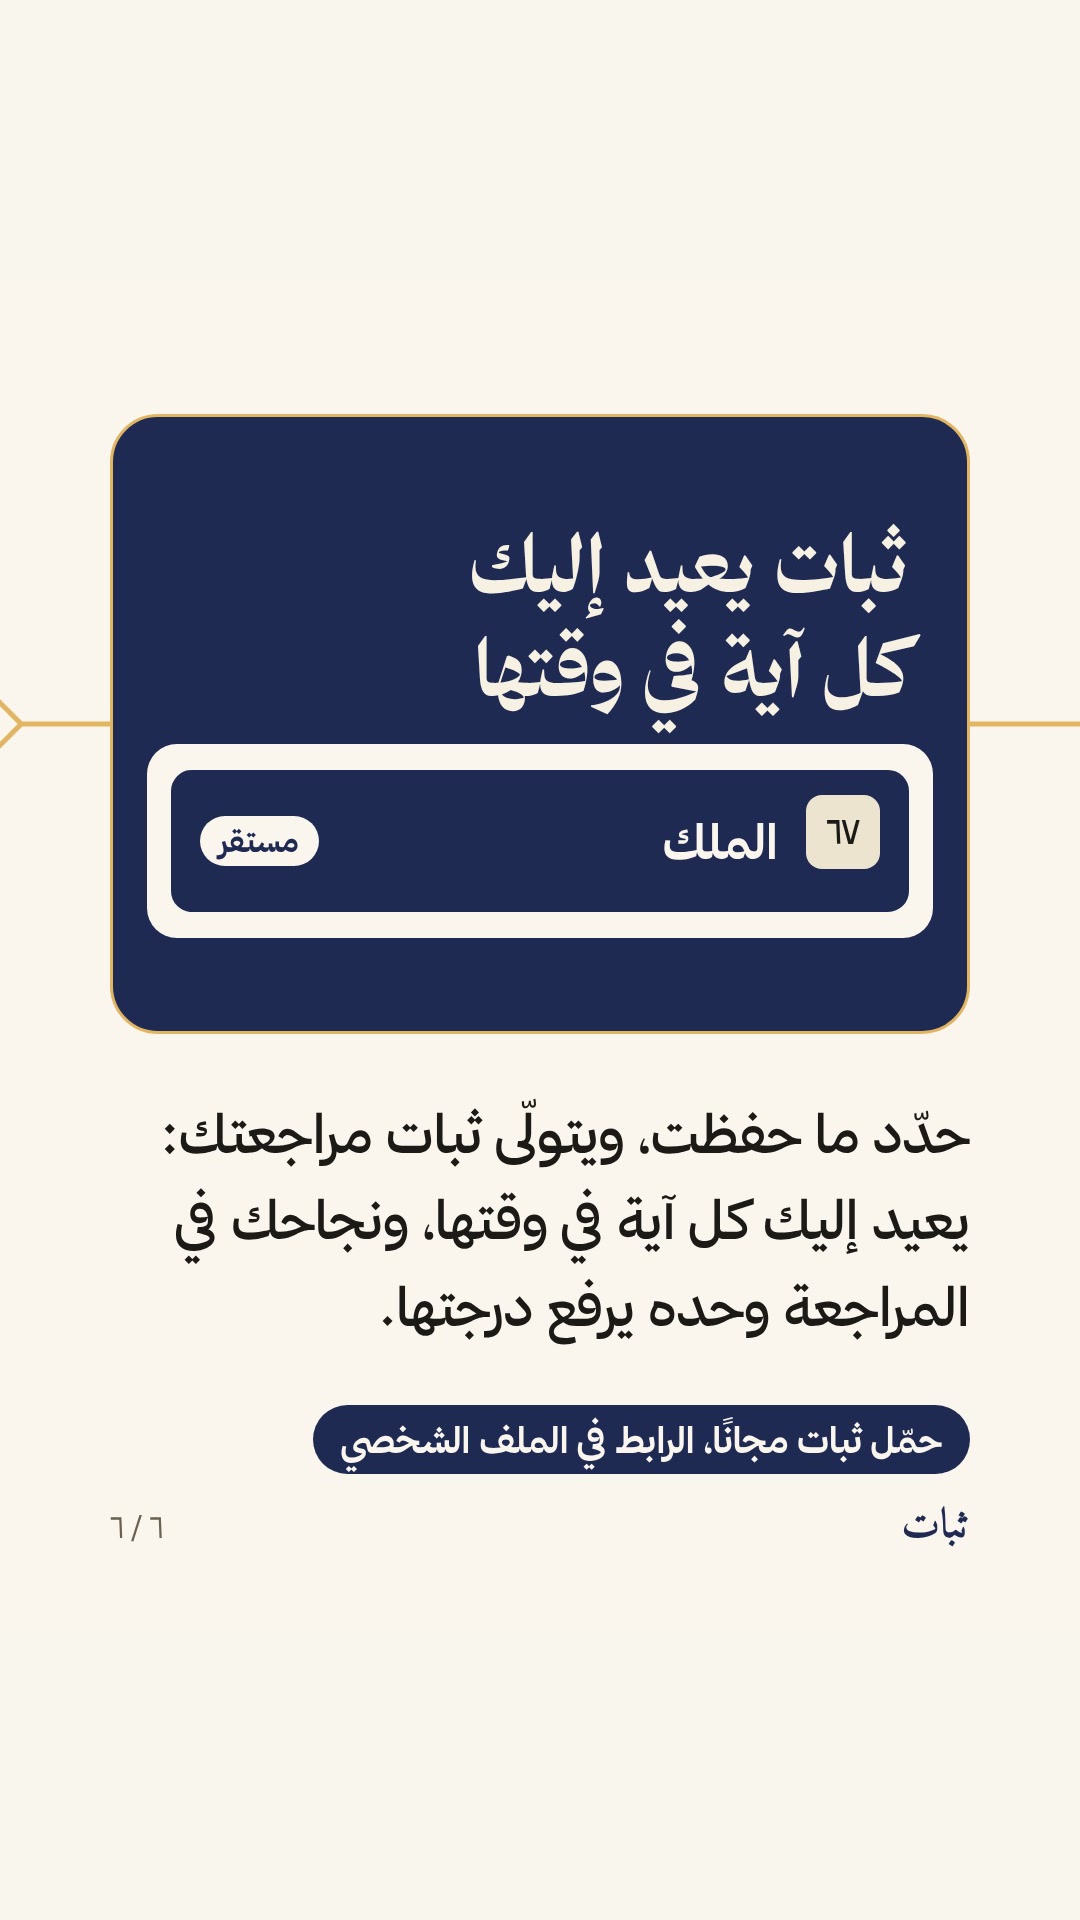 ثبات يعيد إليك
كل آية في وقتها
٦٧
الملك
مستقر
حدّد ما حفظت، ويتولّى ثبات مراجعتك:
يعيد إليك كل آية في وقتها، ونجاحك في
المراجعة وحده يرفع درجتها.
حمّل ثبات مجانًا، الرابط في الملف الشخصي
ثبات
٦ / ٦